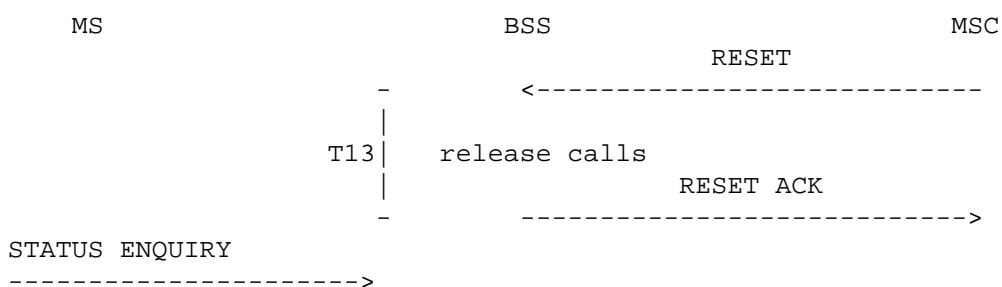 MS BSS MSC
RESET
T13 release calls
RESET ACK
STATUS ENQUIRY